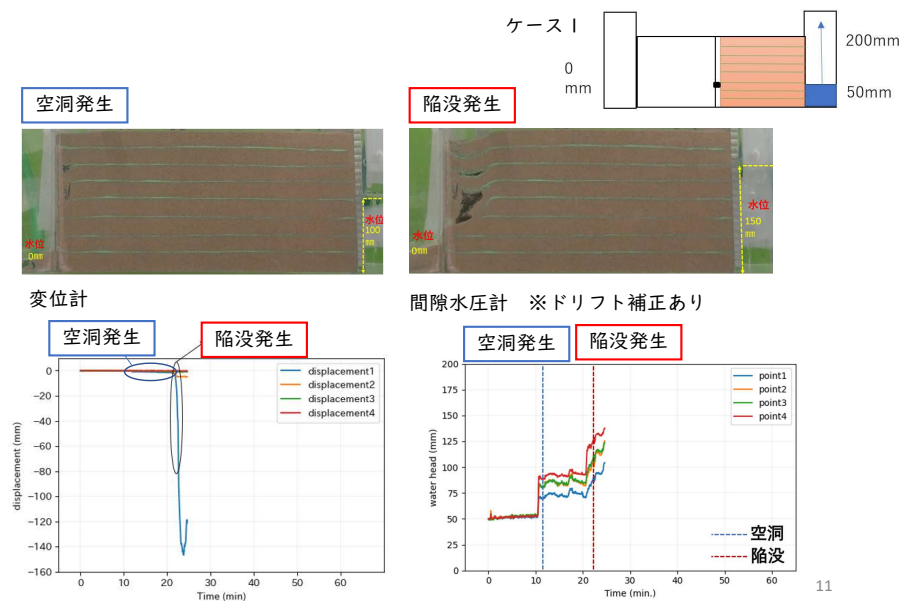 ケースⅠ
200mm
0
mm
50mm
空洞発生
陥没発生
水位
100
mm
水位
0mm
水位
150
mm
水位
0mm
変位計
間隙水圧計　※ドリフト補正あり
空洞発生
陥没発生
空洞発生
陥没発生
displacement1
displacement2
displacement3
displacement4
0
−20
−40
−60
−80
−100
−120
−140
−160
displacement (mm)
0
10
20
30
40
50
60
Time (min)
point1
point2
point3
point4
200
175
150
125
100
75
50
25
0
water head (mm)
空洞
陥没
0
10
20
30
40
50
60
Time (min.)
11